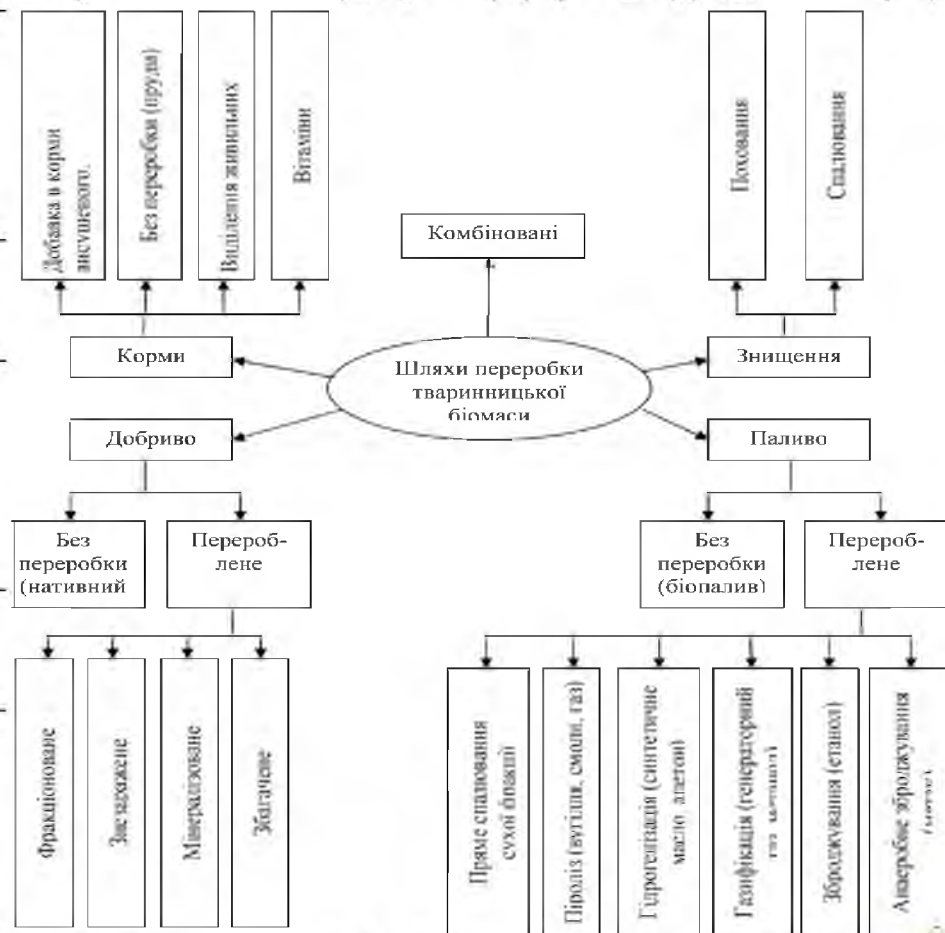 Добавка в корми
висушеного.
Без переробки (пруди)
Виділення живильних
Вітаміни
Поховання
Спалювання
Комбіновані
Корми
Знищення
Шляхи переробки
тваринницької
біомаси
Добриво
Паливо
Без
переробки
(нативний
Перероб-
лене
Без
переробки
(біопалив)
Перероб-
лене
Фракціоноване
Знезаражене
Мінералізоване
Збагачене
Пряме спалювання
сухої
Піроліз (вугілля, смоли, газ)
Гідрогенізація (синтетичне
масло, ацетон)
Газифікація (генераторний
газ,
Зброджування (етанол)
Анаеробне зброджування